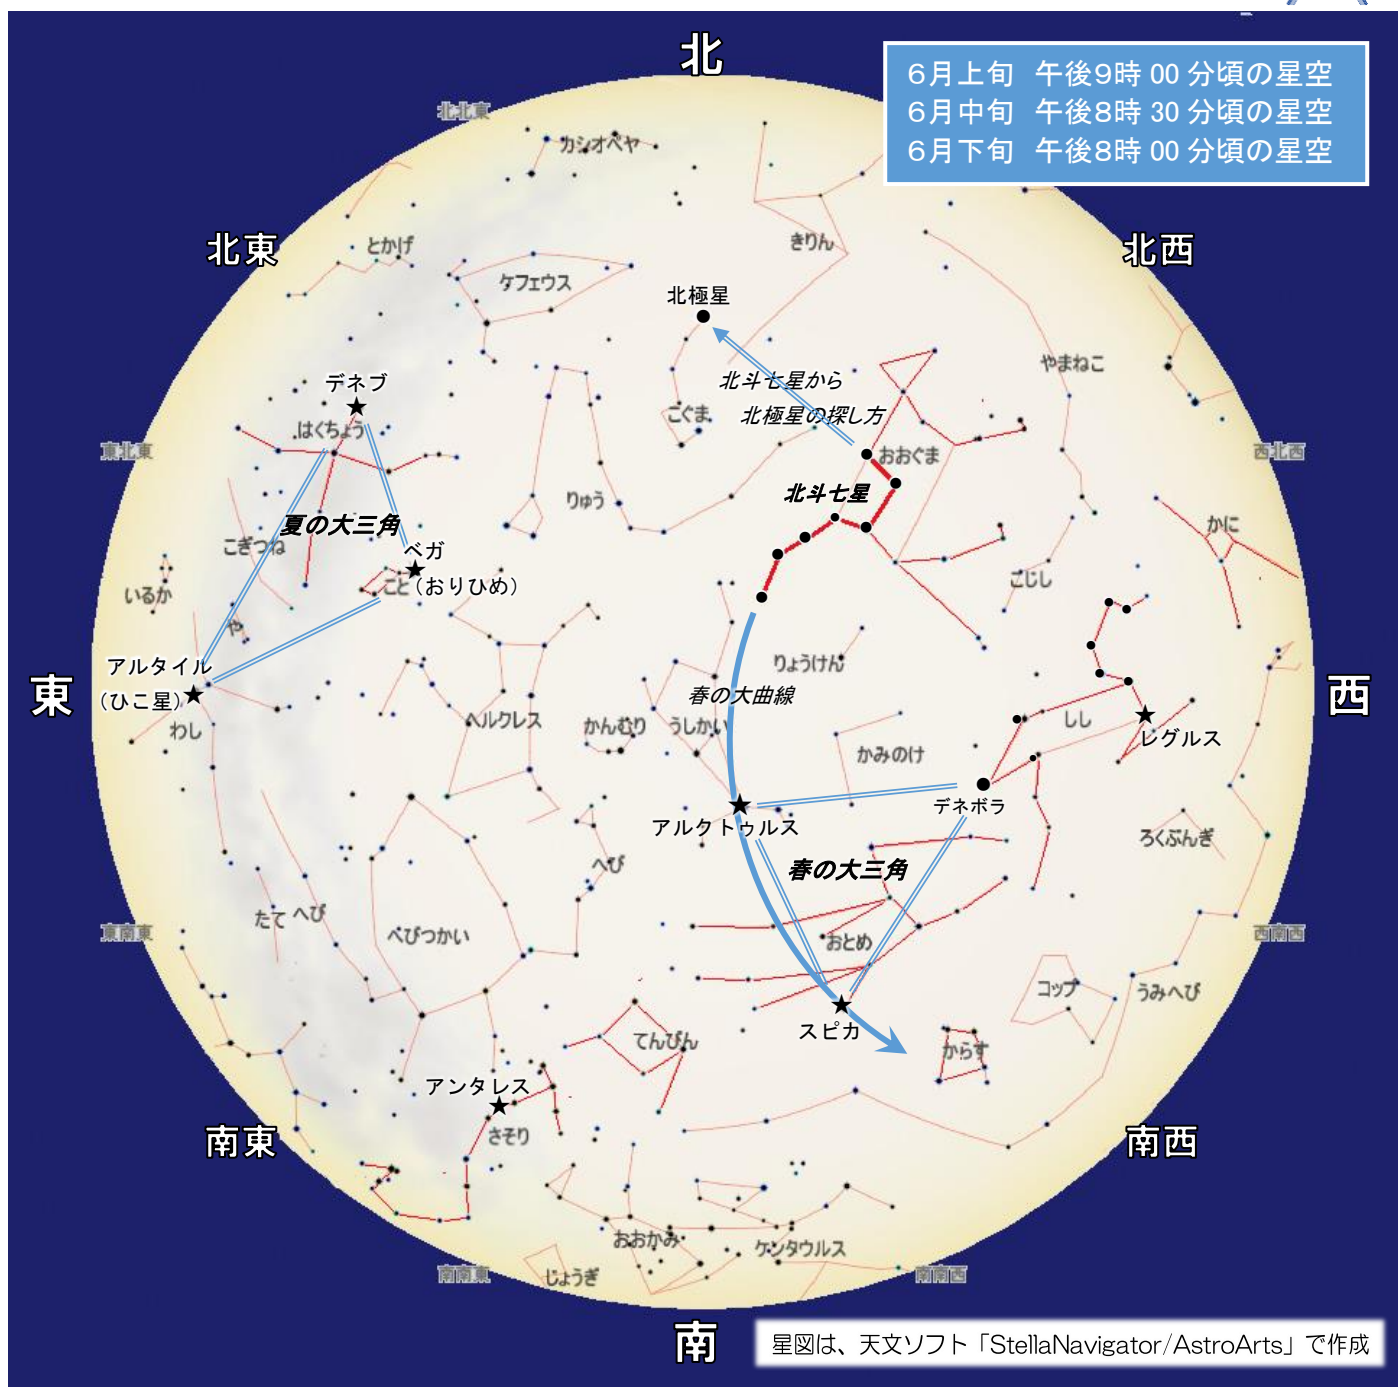 北
6月上旬 午後9時 00 分頃の星空
6月中旬 午後8時 30 分頃の星空
6月下旬 午後8時 00 分頃の星空
北北東
カシオペヤ
北東
とかげ
きりん
北西
ケフェウス
北極星
やまねこ
デネブ
北斗七星から
北極星の探し方
こぐま
はくちょう
東北東
おおぐま
西北西
りゅう
北斗七星
夏の大三角
かに
こぎつね
ベガ
こと(おりひめ)
いるか
こじし
や
アルタイル
(ひこ星)
りょうけん
東
春の大曲線
西
わし
ヘルクレス
かんむり
うしかい
しし
レグルス
かみのけ
デネボラ
アルクトゥルス
ろくぶんぎ
へび
春の大三角
たて
へび
東南東
へびつかい
おとめ
西南西
コップ
うみへび
スピカ
てんびん
からす
アンタレス
さそり
南東
南西
おおかみ
ケンタウルス
南南東
じょうぎ
南南西
南
星図は、天文ソフト「StellaNavigator/AstroArts」で作成